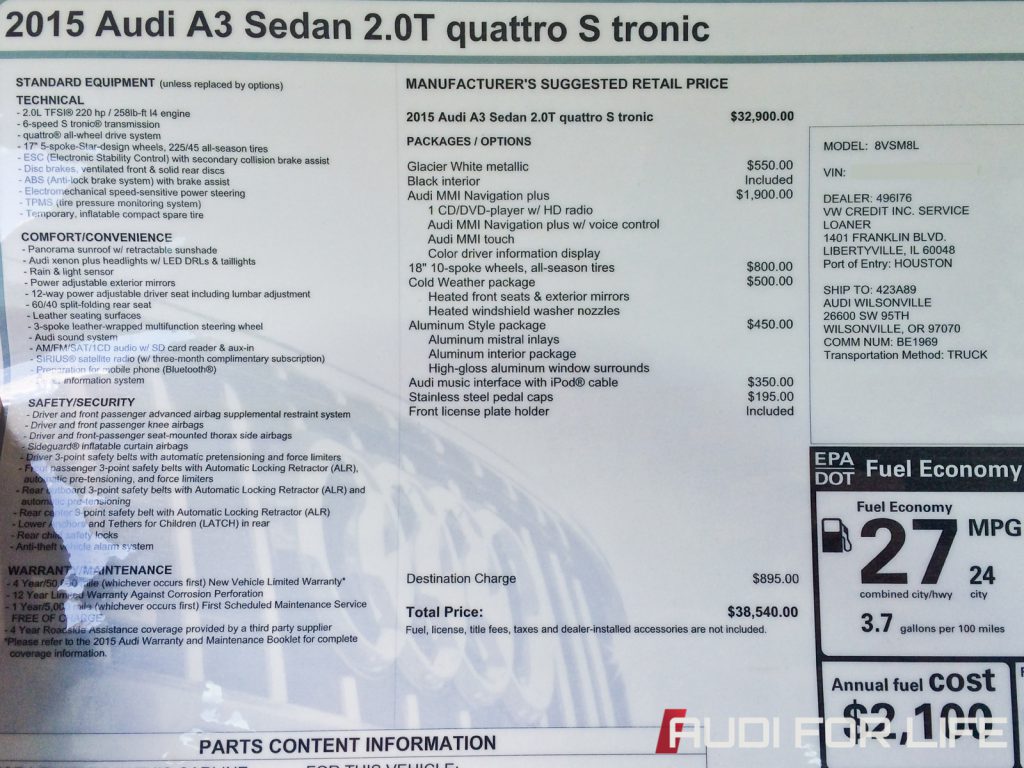 2015 Audi A3 Sedan 2.0T quattro S tronic
STANDARD EQUIPMENT (unless replaced by options)
TECHNICAL
- 2.0L TFSI® 220 hp / 258lb-ft I4 engine
- 6-speed S tronic® transmission
- quattro® all-wheel drive system
- 17" 5-spoke-Star-design wheels, 225/45 all-season tires
- ESC (Electronic Stability Control) with secondary collision brake assist
- Disc brakes, ventilated front & solid rear discs
- ABS (Anti-lock brake system) with brake assist
- Electromechanical speed-sensitive power steering
- TPMS (tire pressure monitoring system)
- Temporary, inflatable compact spare tire
COMFORT/CONVENIENCE
- Panorama sunroof w/ retractable sunshade
- Audi xenon plus headlights w/ LED DRLs & taillights
- Rain & light sensor
- Power adjustable exterior mirrors
- 12-way power adjustable driver seat including lumbar adjustment
- 60/40 split-folding rear seat
- Leather seating surfaces
- 3-spoke leather-wrapped multifunction steering wheel
- Audi sound system
- AM/FM/SAT/1CD audio w/ SD card reader & aux-in
- SiRIUS® satellite radio (w/ three-month complimentary subscription)
- Preparation for mobile phone (Bluetooth®)
information system
SAFETY/SECURITY
- Driver and front passenger advanced airbag supplemental restraint system
- Driver and front passenger knee airbags
- Driver and front-passenger seat-mounted thorax side airbags
- Sideguard® inflatable curtain airbags
- Driver 3-point safety belts with automatic pretensioning and force limiters
- Front passenger 3-point safety belts with Automatic Locking Retractor (ALR),
automatic pre-tensioning, and force limiters
- Rear outboard 3-point safety belts with Automatic Locking Retractor (ALR) and
automatic pre-tensioning
- Rear center 3-point safety belt with Automatic Locking Retractor (ALR)
- Lower Anchors and Tethers for Children (LATCH) in rear
- Rear child safety locks
- Anti-theft vehicle alarm system
WARRANTY/MAINTENANCE
- 4 Year/50,000 mile (whichever occurs first) New Vehicle Limited Warranty*
- 12 Year Limited Warranty Against Corrosion Perforation
- 1 Year/5,000 mile (whichever occurs first) First Scheduled Maintenance Service
FREE OF CHARGE
- 4 Year Roadside Assistance coverage provided by a third party supplier
*Please refer to the 2015 Audi Warranty and Maintenance Booklet for complete
coverage information.
MANUFACTURER'S SUGGESTED RETAIL PRICE
2015 Audi A3 Sedan 2.0T quattro S tronic $32,900.00
PACKAGES / OPTIONS
Glacier White metallic $550.00
Black interior Included
Audi MMI Navigation plus $1,900.00
1 CD/DVD-player w/ HD radio
Audi MMI Navigation plus w/ voice control
Audi MMI touch
Color driver information display
18" 10-spoke wheels, all-season tires $800.00
Cold Weather package $500.00
Heated front seats & exterior mirrors
Heated windshield washer nozzles
Aluminum Style package $450.00
Aluminum mistral inlays
Aluminum interior package
High-gloss aluminum window surrounds
Audi music interface with iPod® cable $350.00
Stainless steel pedal caps $195.00
Front license plate holder Included
Destination Charge $895.00
Total Price: $38,540.00
Fuel, license, title fees, taxes and dealer-installed accessories are not included.
MODEL: 8VSM8L
VIN:
DEALER: 496I76
VW CREDIT INC. SERVICE
LOANER
1401 FRANKLIN BLVD.
LIBERTYVILLE, IL 60048
Port of Entry: HOUSTON
SHIP TO: 423A89
AUDI WILSONVILLE
26600 SW 95TH
WILSONVILLE, OR 97070
COMM NUM: BE1969
Transportation Method: TRUCK
EPA
DOT
Fuel Economy
Fuel Economy
27 MPG
24
combined city/hwy city
3.7 gallons per 100 miles
Annual fuel cost
$2,100
AUDI FOR LIFE
PARTS CONTENT INFORMATION
FOR THIS VEHICLE: